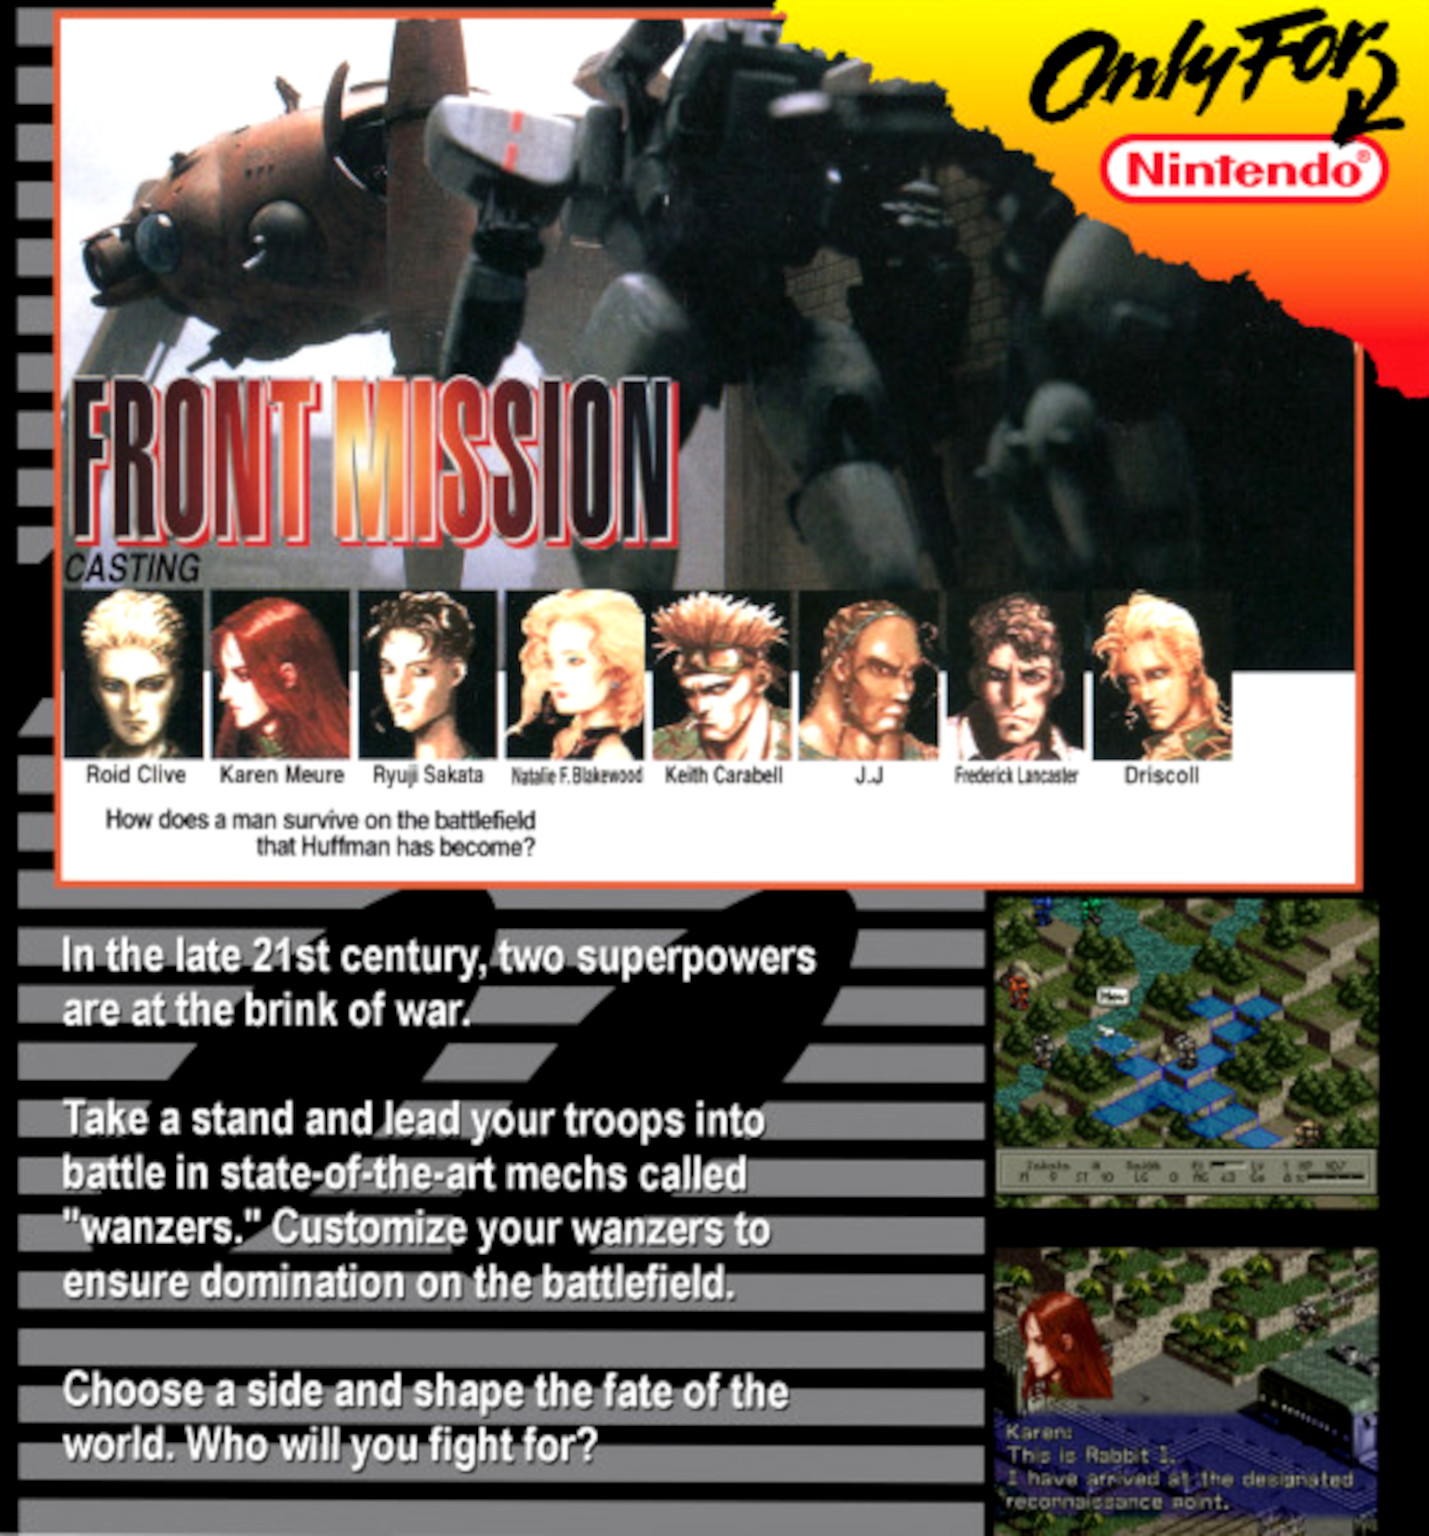 Only For
Nintendo®
FRONT MISSION
CASTING
Roid Clive
Karen Meure
Ryuji Sakata
Natalie F. Blakewood
Keith Carabell
J.J
Frederick Lancaster
Driscoll
How does a man survive on the battlefield
that Huffman has become?
In the late 21st century, two superpowers
are at the brink of war.
Take a stand and lead your troops into
battle in state-of-the-art mechs called
"wanzers." Customize your wanzers to
ensure domination on the battlefield.
Choose a side and shape the fate of the
world. Who will you fight for?
Karen:
This is Rabbit 1.
I have arrived at the designated
reconnaissance point.